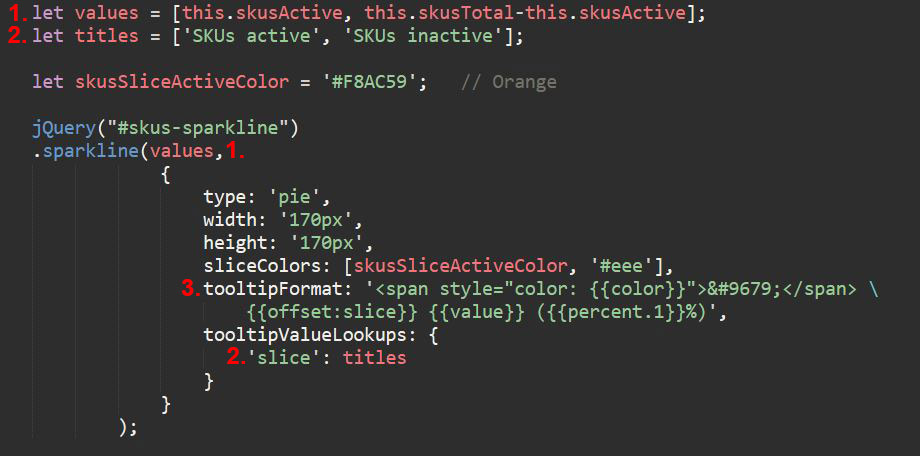 1. let values = [this.skusActive, this.skusTotal-this.skusActive];
2. let titles = ['SKUs active', 'SKUs inactive'];
let skusSliceActiveColor = '#F8AC59';   // Orange
jQuery("#skus-sparkline")
.sparkline(values, 1.
{
type: 'pie',
width: '170px',
height: '170px',
sliceColors: [skusSliceActiveColor, '#eee'],
3. tooltipFormat: '<span style="color: {{color}}">&#9679;</span> \
{{offset:slice}} {{value}} ({{percent.1}}%)',
tooltipValueLookups: {
2. 'slice': titles
}
}
);